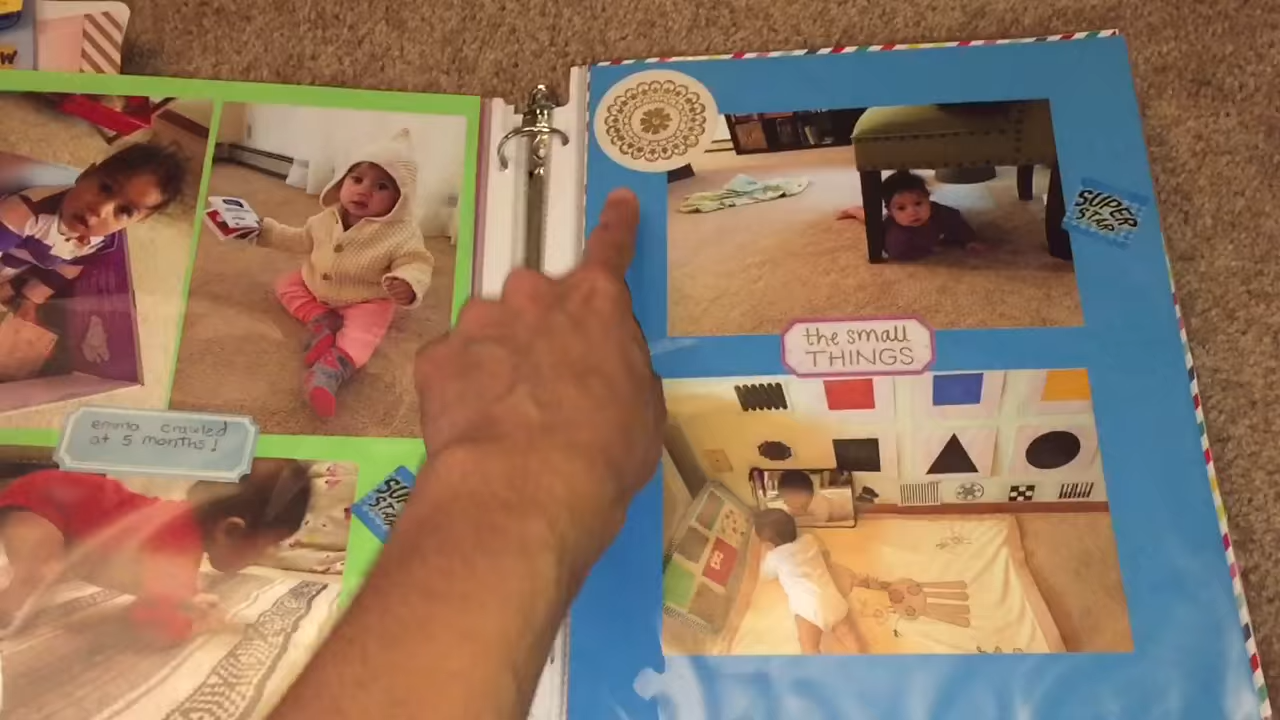 emma crawled
at 5 months!
SUPER
STAR
the small
THINGS